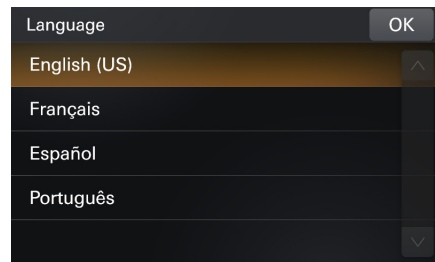 Language
OK
English (US)
Français
Español
Português